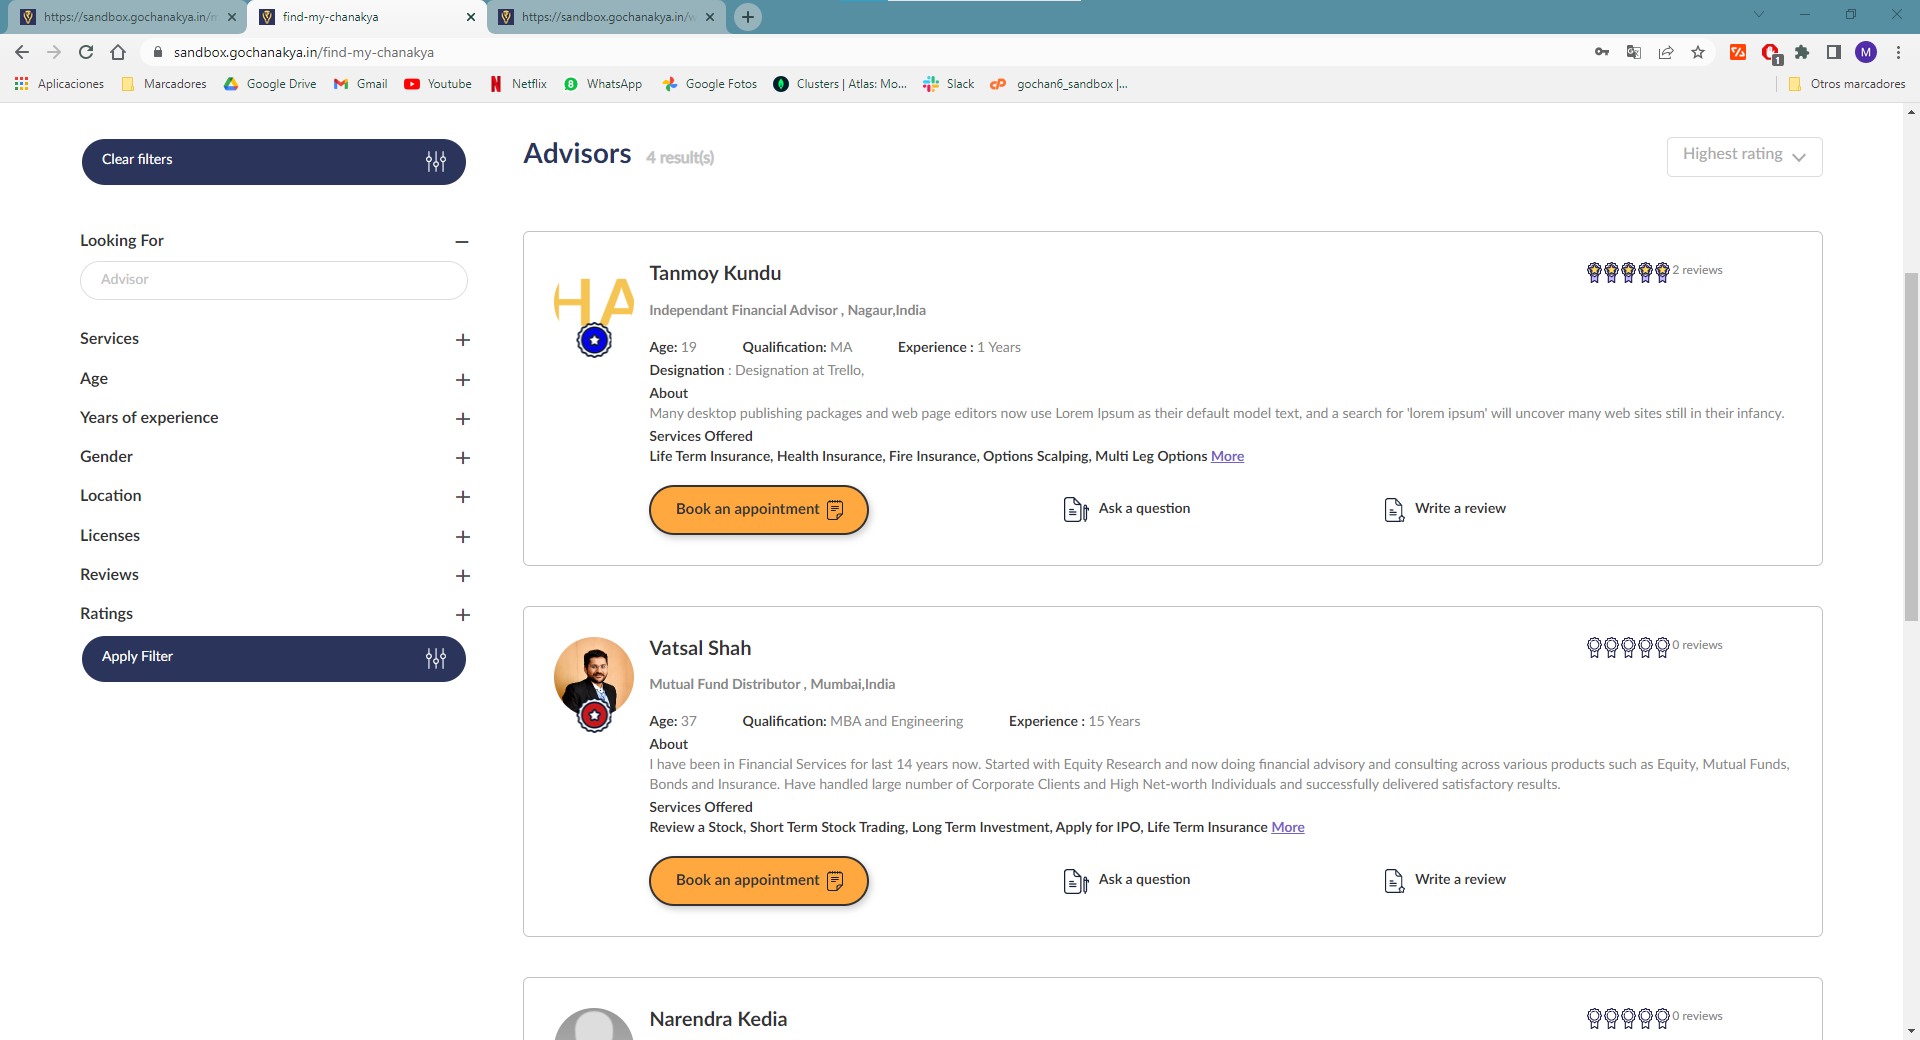 https://sandbox.gochanakya.in/m
find-my-chanakya
https://sandbox.gochanakya.in/w
sandbox.gochanakya.in/find-my-chanakya
1
M
Aplicaciones
Marcadores
Google Drive
Gmail
Youtube
Netflix
8
WhatsApp
Google Fotos
Clusters | Atlas: Mo...
Slack
cP
gochan6_sandbox |...
Otros marcadores
Clear filters
Looking For
Advisor
Services
Age
Years of experience
Gender
Location
Licenses
Reviews
Ratings
Apply Filter
Advisors 4 result(s)
Highest rating
HA
Tanmoy Kundu
2 reviews
Independant Financial Advisor , Nagaur,India
Age: 19 Qualification: MA Experience : 1 Years
Designation : Designation at Trello,
About
Many desktop publishing packages and web page editors now use Lorem Ipsum as their default model text, and a search for 'lorem ipsum' will uncover many web sites still in their infancy.
Services Offered
Life Term Insurance, Health Insurance, Fire Insurance, Options Scalping, Multi Leg Options More
Book an appointment
Ask a question
Write a review
Vatsal Shah
0 reviews
Mutual Fund Distributor , Mumbai,India
Age: 37 Qualification: MBA and Engineering Experience : 15 Years
About
I have been in Financial Services for last 14 years now. Started with Equity Research and now doing financial advisory and consulting across various products such as Equity, Mutual Funds,
Bonds and Insurance. Have handled large number of Corporate Clients and High Net-worth Individuals and successfully delivered satisfactory results.
Services Offered
Review a Stock, Short Term Stock Trading, Long Term Investment, Apply for IPO, Life Term Insurance More
Book an appointment
Ask a question
Write a review
Narendra Kedia
0 reviews